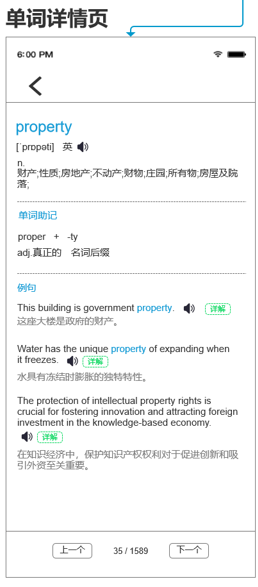 单词详情页
6:00 PM
property
[ˈprɒpəti] 英
n.
财产;性质;房地产;不动产;财物;庄园;所有物;房屋及院
落;
单词助记
proper + -ty
adj.真正的 名词后缀
例句
This building is government property. 详解
这座大楼是政府的财产。
Water has the unique property of expanding when
it freezes. 详解
水具有冻结时膨胀的独特特性。
The protection of intellectual property rights is
crucial for fostering innovation and attracting foreign
investment in the knowledge-based economy.
详解
在知识经济中，保护知识产权权利对于促进创新和吸
引外资至关重要。
上一个 35 / 1589 下一个